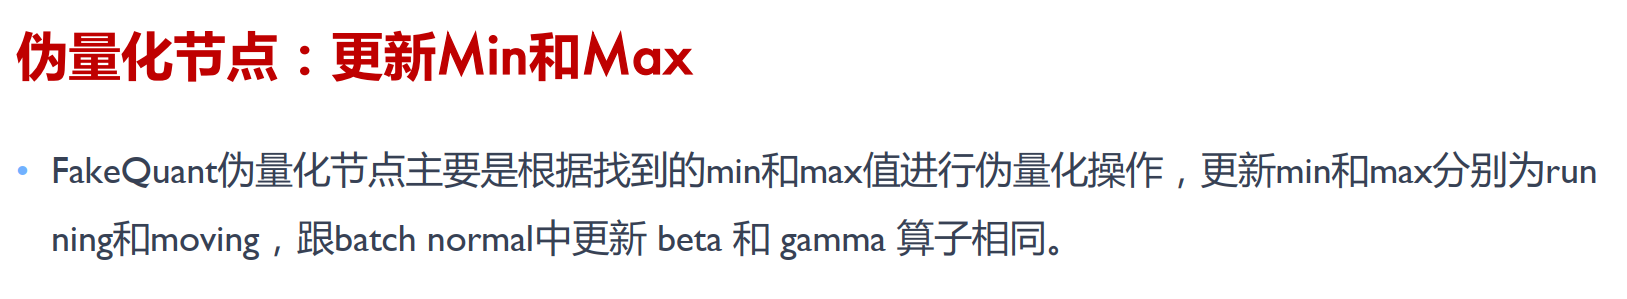 伪量化节点：更新Min和Max
• FakeQuant伪量化节点主要是根据找到的min和max值进行伪量化操作，更新min和max分别为run
ning和moving，跟batch normal中更新 beta 和 gamma 算子相同。